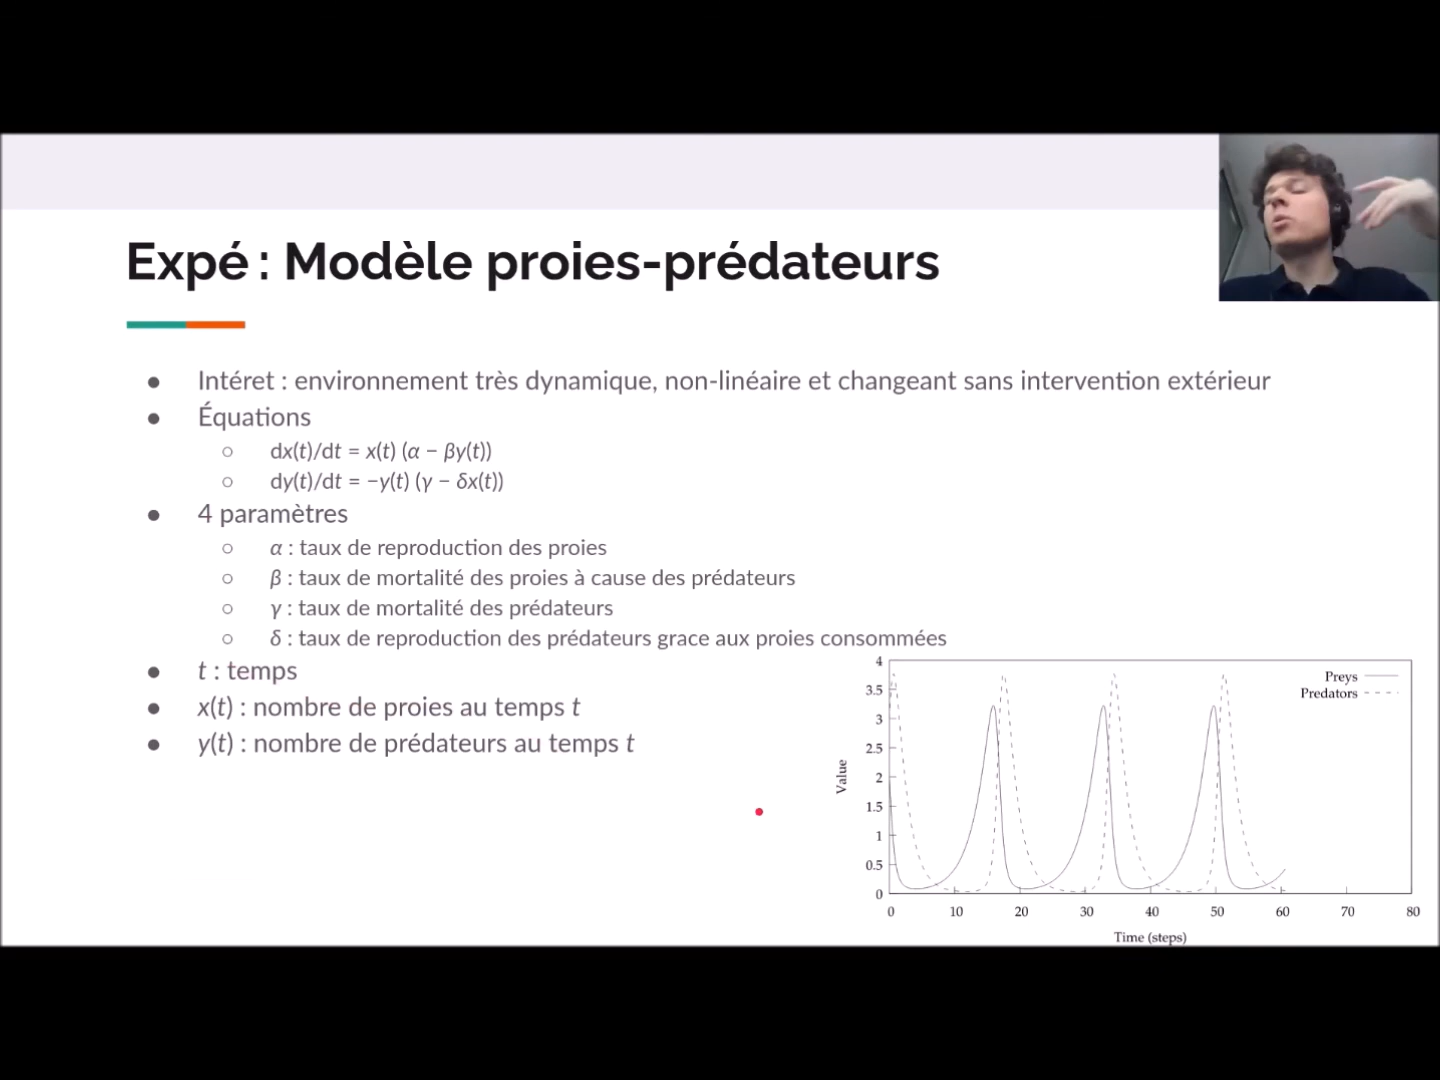 Expé : Modèle proies-prédateurs
● Intéret : environnement très dynamique, non-linéaire et changeant sans intervention extérieur
● Équations
○ dx(t)/dt = x(t) (α − βy(t))
○ dy(t)/dt = −y(t) (γ − δx(t))
● 4 paramètres
○ α : taux de reproduction des proies
○ β : taux de mortalité des proies à cause des prédateurs
○ γ : taux de mortalité des prédateurs
○ δ : taux de reproduction des prédateurs grace aux proies consommées
● t : temps
● x(t) : nombre de proies au temps t
● y(t) : nombre de prédateurs au temps t
Preys
Predators
Value
4
3.5
3
2.5
2
1.5
1
0.5
0
0 10 20 30 40 50 60 70 80
Time (steps)